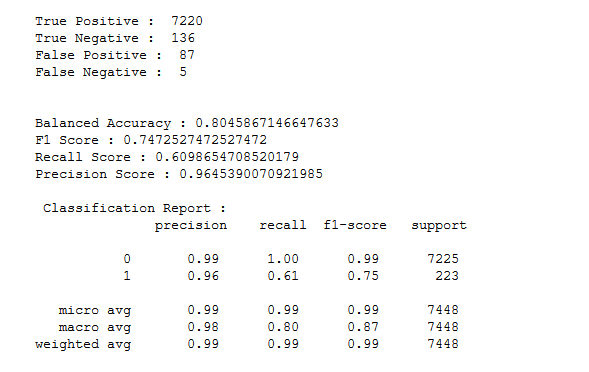 True Positive :  7220
True Negative :  136
False Positive :  87
False Negative :  5
Balanced Accuracy : 0.8045867146647633
F1 Score : 0.7472527472527472
Recall Score : 0.6098654708520179
Precision Score : 0.9645390070921985
Classification Report :
precision    recall  f1-score   support
0       0.99      1.00      0.99      7225
1       0.96      0.61      0.75       223
micro avg       0.99      0.99      0.99      7448
macro avg       0.98      0.80      0.87      7448
weighted avg       0.99      0.99      0.99      7448